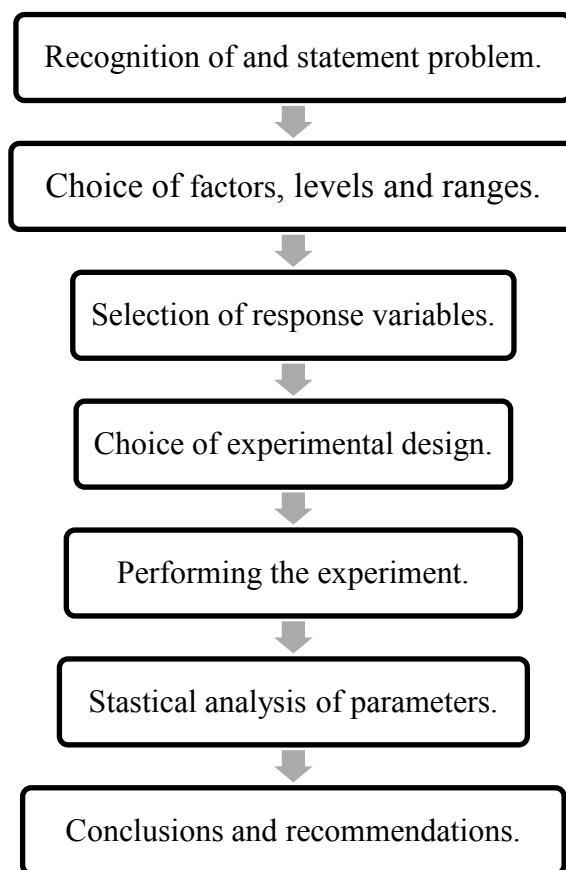 Recognition of and statement problem.
Choice of factors, levels and ranges.
Selection of response variables.
Choice of experimental design.
Performing the experiment.
Stastical analysis of parameters.
Conclusions and recommendations.